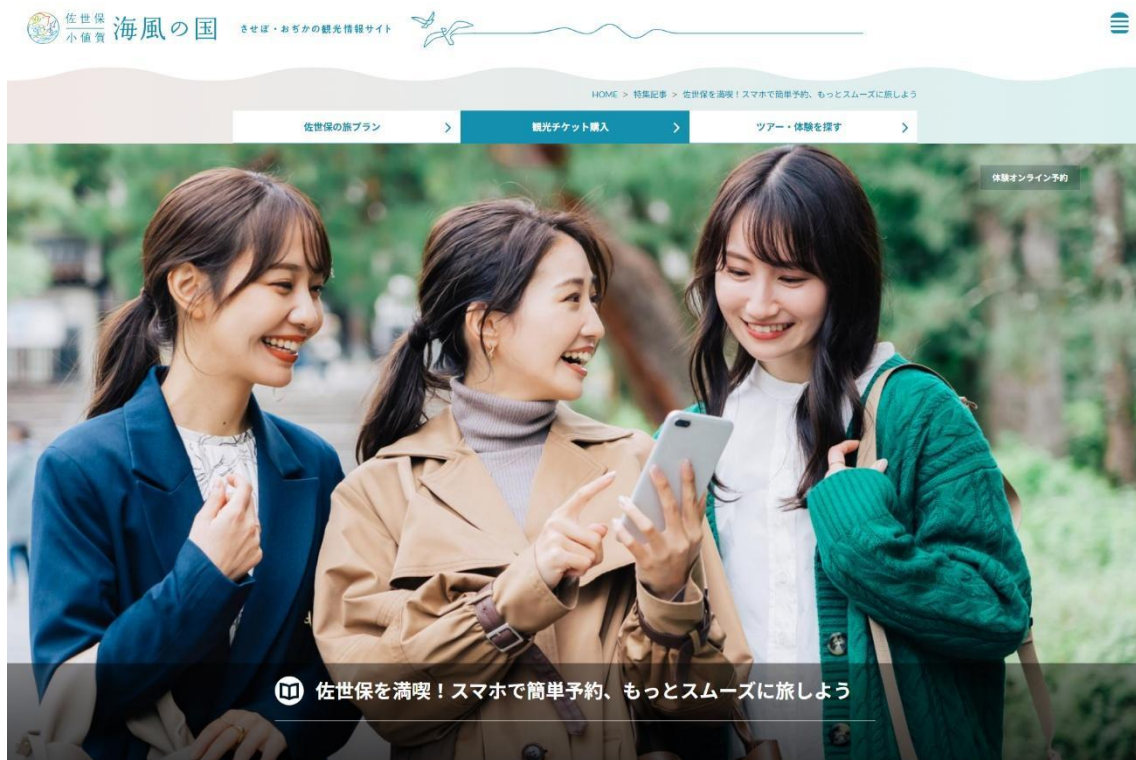 佐世保
小値賀
海風の国
させぼ・おぢかの観光情報サイト
HOME > 特集記事 > 佐世保を満喫！スマホで簡単予約、もっとスムーズに旅しよう
佐世保の旅プラン
観光チケット購入
ツアー・体験を探す
体験オンライン予約
佐世保を満喫！スマホで簡単予約、もっとスムーズに旅しよう